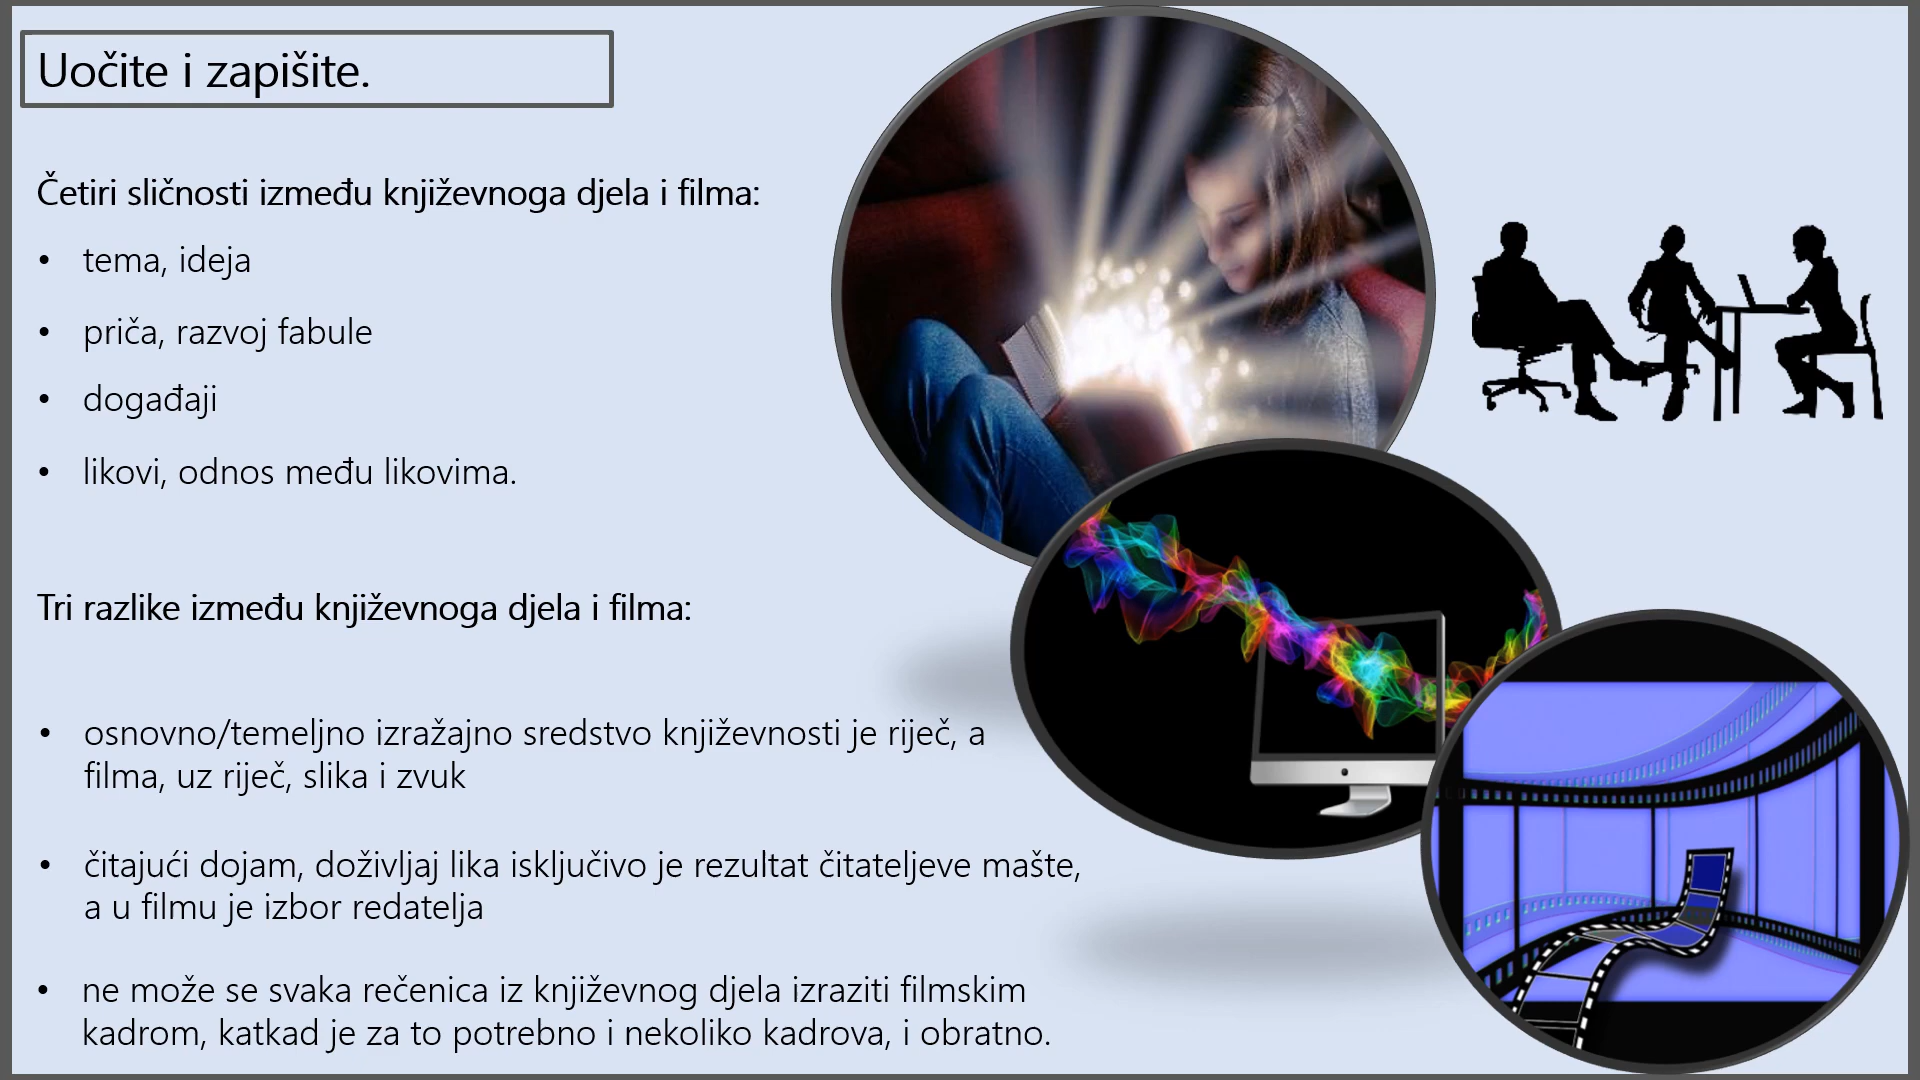 Uočite i zapišite.
Četiri sličnosti između književnoga djela i filma:
• tema, ideja
• priča, razvoj fabule
• događaji
• likovi, odnos među likovima.
Tri razlike između književnoga djela i filma:
• osnovno/temeljno izražajno sredstvo književnosti je riječ, a
filma, uz riječ, slika i zvuk
• čitajući dojam, doživljaj lika isključivo je rezultat čitateljeve mašte,
a u filmu je izbor redatelja
• ne može se svaka rečenica iz književnog djela izraziti filmskim
kadrom, katkad je za to potrebno i nekoliko kadrova, i obratno.